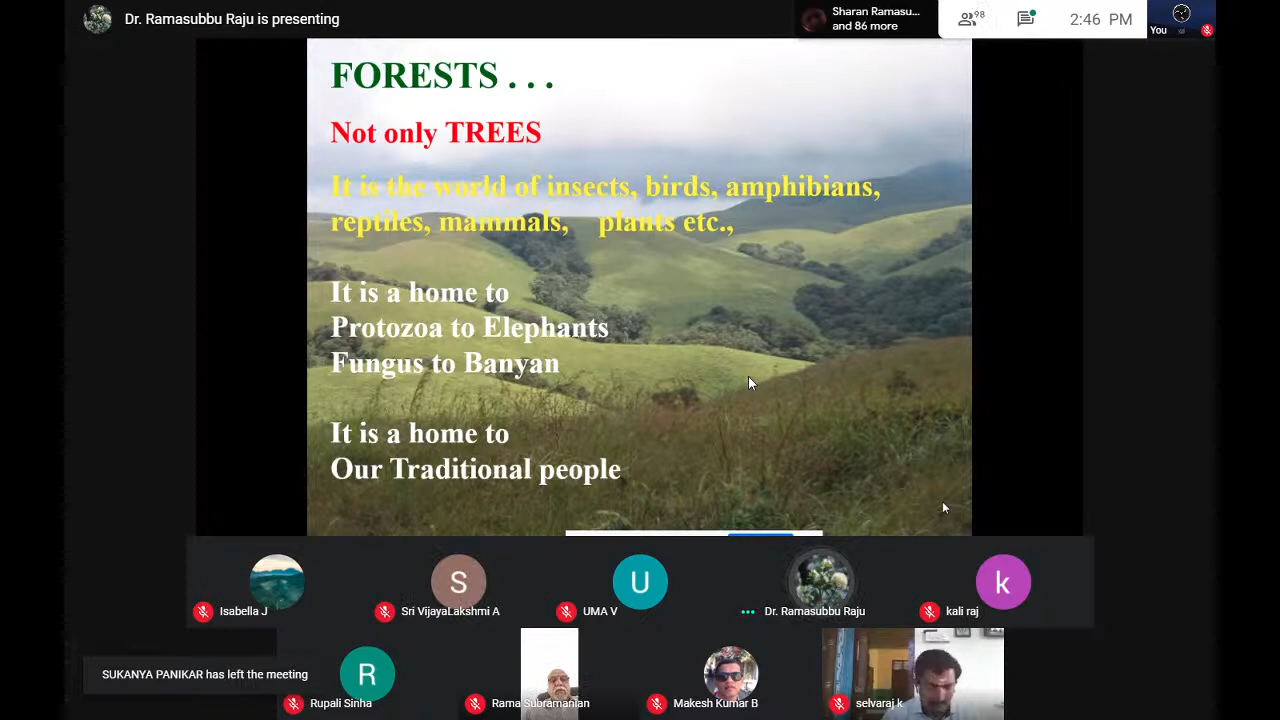 Dr. Ramasubbu Raju is presenting
Sharan Ramasu...
and 86 more
98
2:46 PM
You
FORESTS . . .
Not only TREES
It is the world of insects, birds, amphibians,
reptiles, mammals, plants etc.,
It is a home to
Protozoa to Elephants
Fungus to Banyan
It is a home to
Our Traditional people
S
U
k
Isabella J
Sri VijayaLakshmi A
UMA V
Dr. Ramasubbu Raju
kali raj
SUKANYA PANIKAR has left the meeting
R
Rupali Sinha
Rama Subramanian
Makesh Kumar B
selvaraj k